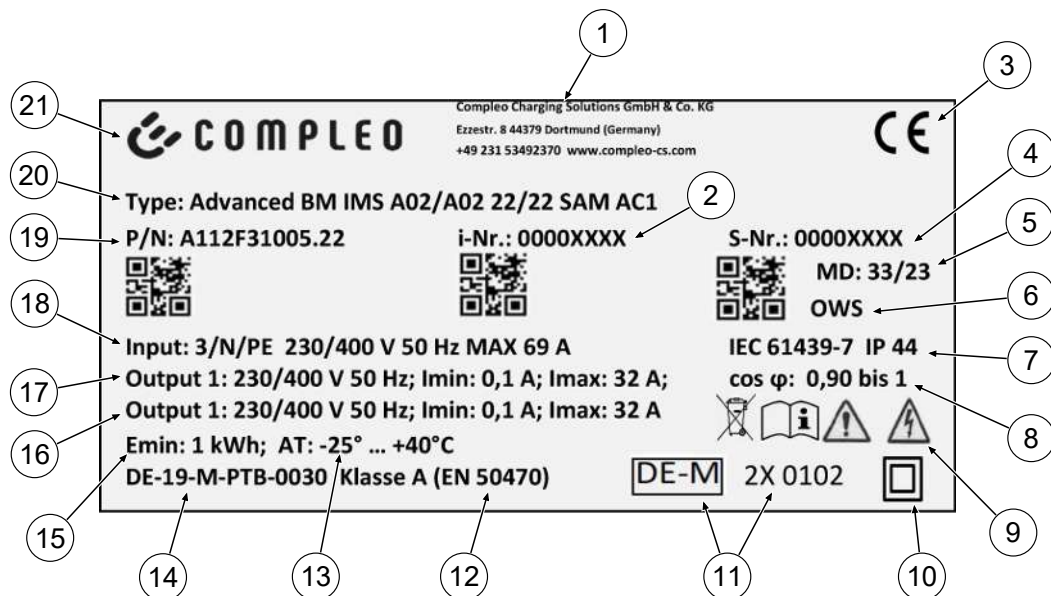 1
3
21
COMPLEO
Compleo Charging Solutions GmbH & Co. KG
Ezzestr. 8 44379 Dortmund (Germany)
+49 231 53492370 www.compleo-cs.com
CE
4
20
Type: Advanced BM IMS A02/A02 22/22 SAM AC1
2
19
P/N: A112F31005.22
i-Nr.: 0000XXXX
S-Nr.: 0000XXXX
5
MD: 33/23
6
OWS
18
Input: 3/N/PE 230/400 V 50 Hz MAX 69 A
IEC 61439-7 IP 44
7
17
Output 1: 230/400 V 50 Hz; Imin: 0,1 A; Imax: 32 A;
cos φ: 0,90 bis 1
8
16
Output 1: 230/400 V 50 Hz; Imin: 0,1 A; Imax: 32 A
i
15
Emin: 1 kWh; AT: -25° ... +40°C
9
DE-19-M-PTB-0030 Klasse A (EN 50470)
DE-M
2X 0102
14
13
12
11
10